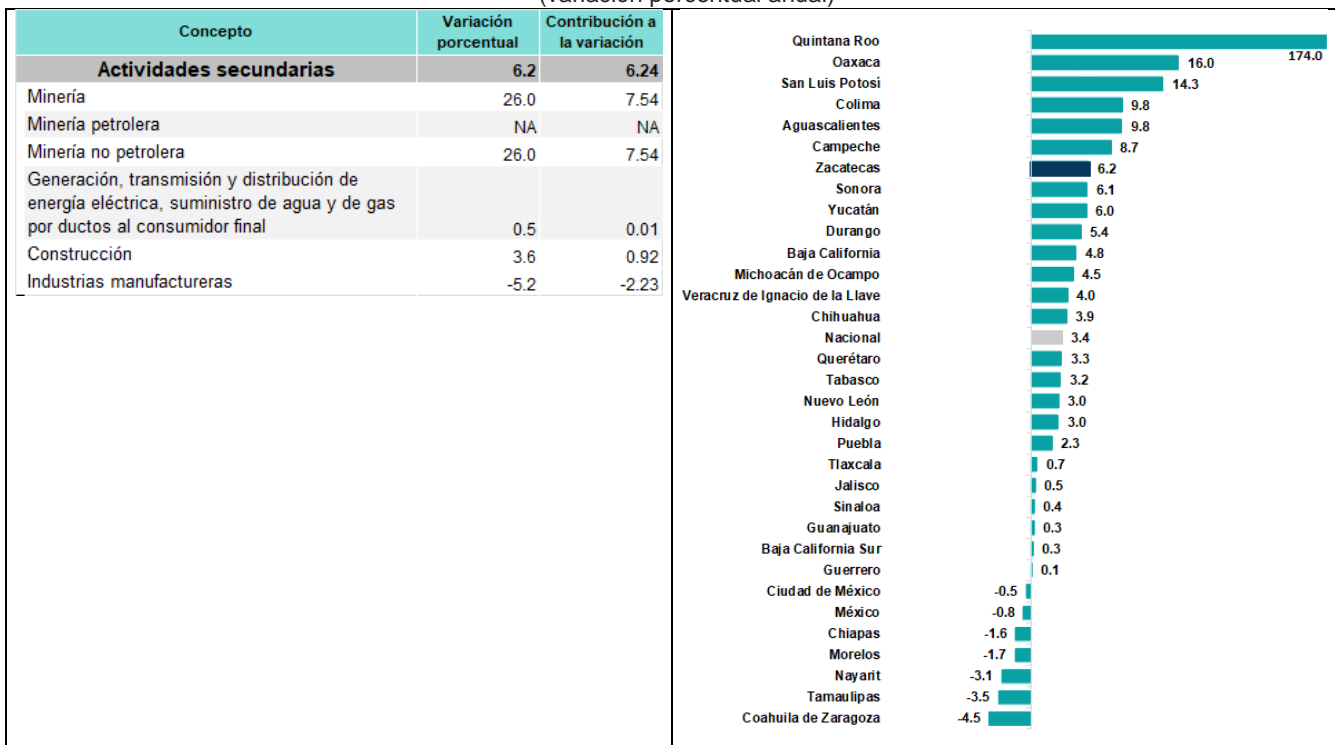 (variación porcentual anual)
Concepto Variación porcentual Contribución a la variación
Actividades secundarias 6.2 6.24
Minería 26.0 7.54
Minería petrolera NA NA
Minería no petrolera 26.0 7.54
Generación, transmisión y distribución de
energía eléctrica, suministro de agua y de gas
por ductos al consumidor final 0.5 0.01
Construcción 3.6 0.92
Industrias manufactureras -5.2 -2.23
Quintana Roo 174.0
Oaxaca 16.0
San Luis Potosí 14.3
Colima 9.8
Aguascalientes 9.8
Campeche 8.7
Zacatecas 6.2
Sonora 6.1
Yucatán 6.0
Durango 5.4
Baja California 4.8
Michoacán de Ocampo 4.5
Veracruz de Ignacio de la Llave 4.0
Chihuahua 3.9
Nacional 3.4
Querétaro 3.3
Tabasco 3.2
Nuevo León 3.0
Hidalgo 3.0
Puebla 2.3
Tlaxcala 0.7
Jalisco 0.5
Sinaloa 0.4
Guanajuato 0.3
Baja California Sur 0.3
Guerrero 0.1
Ciudad de México -0.5
México -0.8
Chiapas -1.6
Morelos -1.7
Nayarit -3.1
Tamaulipas -3.5
Coahuila de Zaragoza -4.5